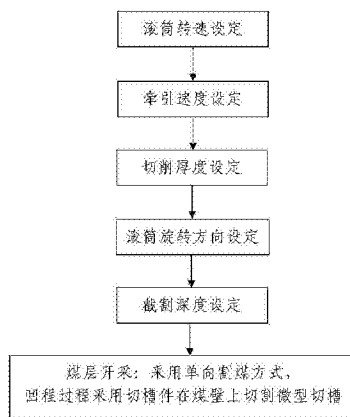 滚筒转速设定
牵引速度设定
切削厚度设定
滚筒旋转方向设定
截割深度设定
煤层开采：采用单向割煤方式，
回程过程采用切槽件在煤壁上切割微型切槽